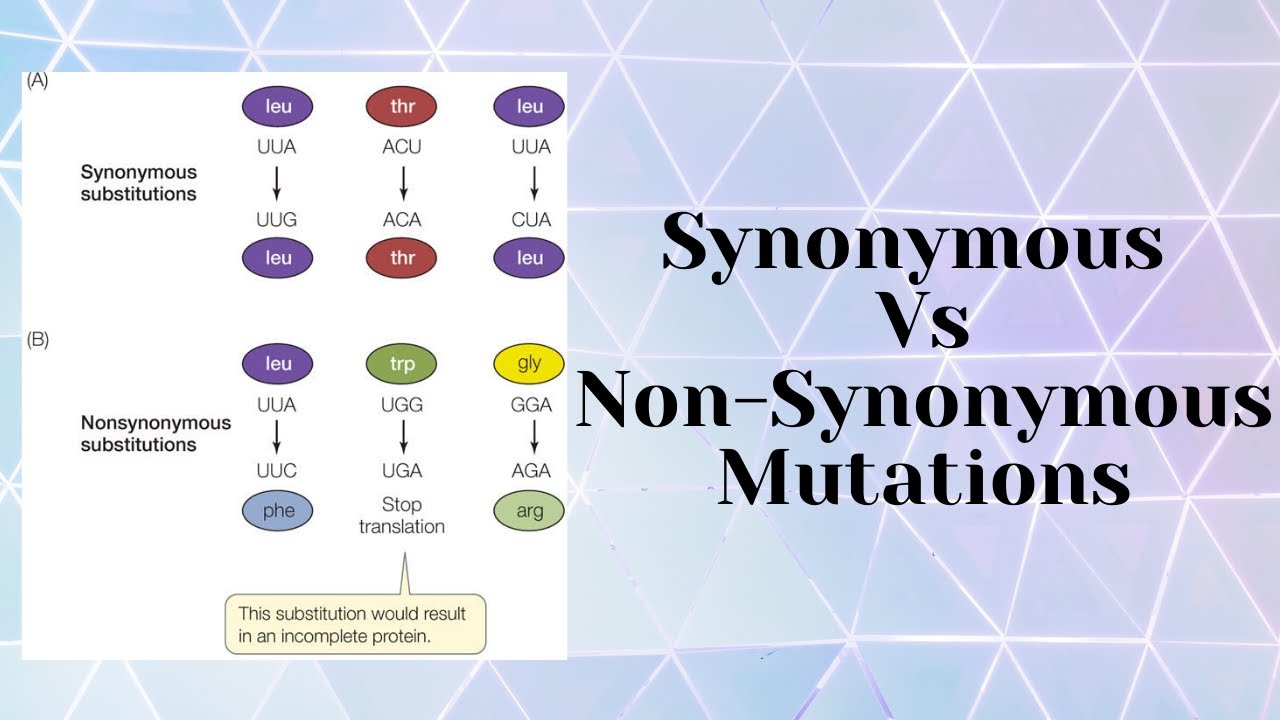 (A)
leu thr leu
UUA ACU UUA
Synonymous
substitutions
UUG ACA CUA
leu thr leu
(B)
leu trp gly
UUA UGG GGA
Nonsynonymous
substitutions
UUC UGA AGA
phe Stop
translation arg
This substitution would result
in an incomplete protein.
Synonymous
Vs
Non-Synonymous
Mutations